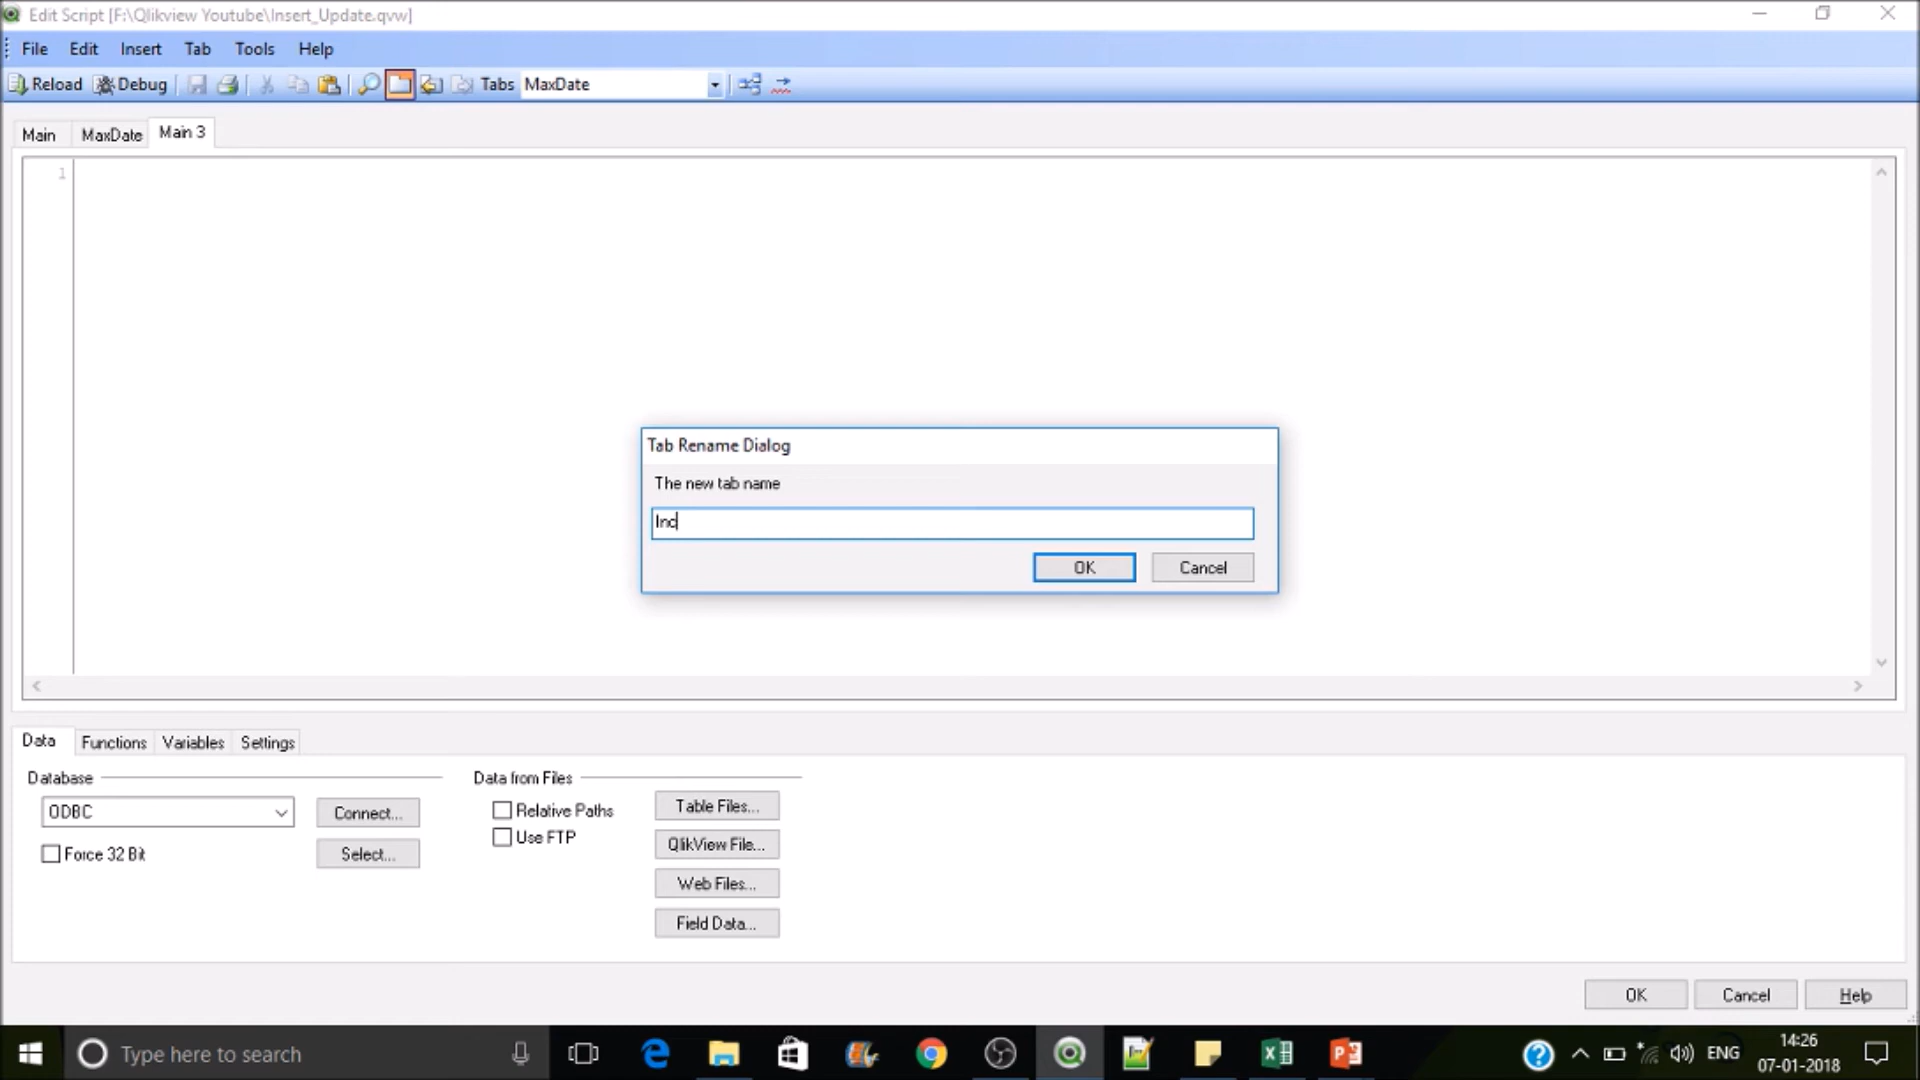 Edit Script [F:\Qlikview Youtube\Insert_Update.qvw]
File Edit Insert Tab Tools Help
Reload Debug Tabs MaxDate
Main MaxDate Main 3
1
Tab Rename Dialog
The new tab name
Inc
OK Cancel
Data Functions Variables Settings
Database Data from Files
ODBC Connect... Relative Paths Table Files...
Force 32 Bit Select... Use FTP QlikView File...
Web Files...
Field Data...
OK Cancel Help
Type here to search
ENG 14:26
07-01-2018